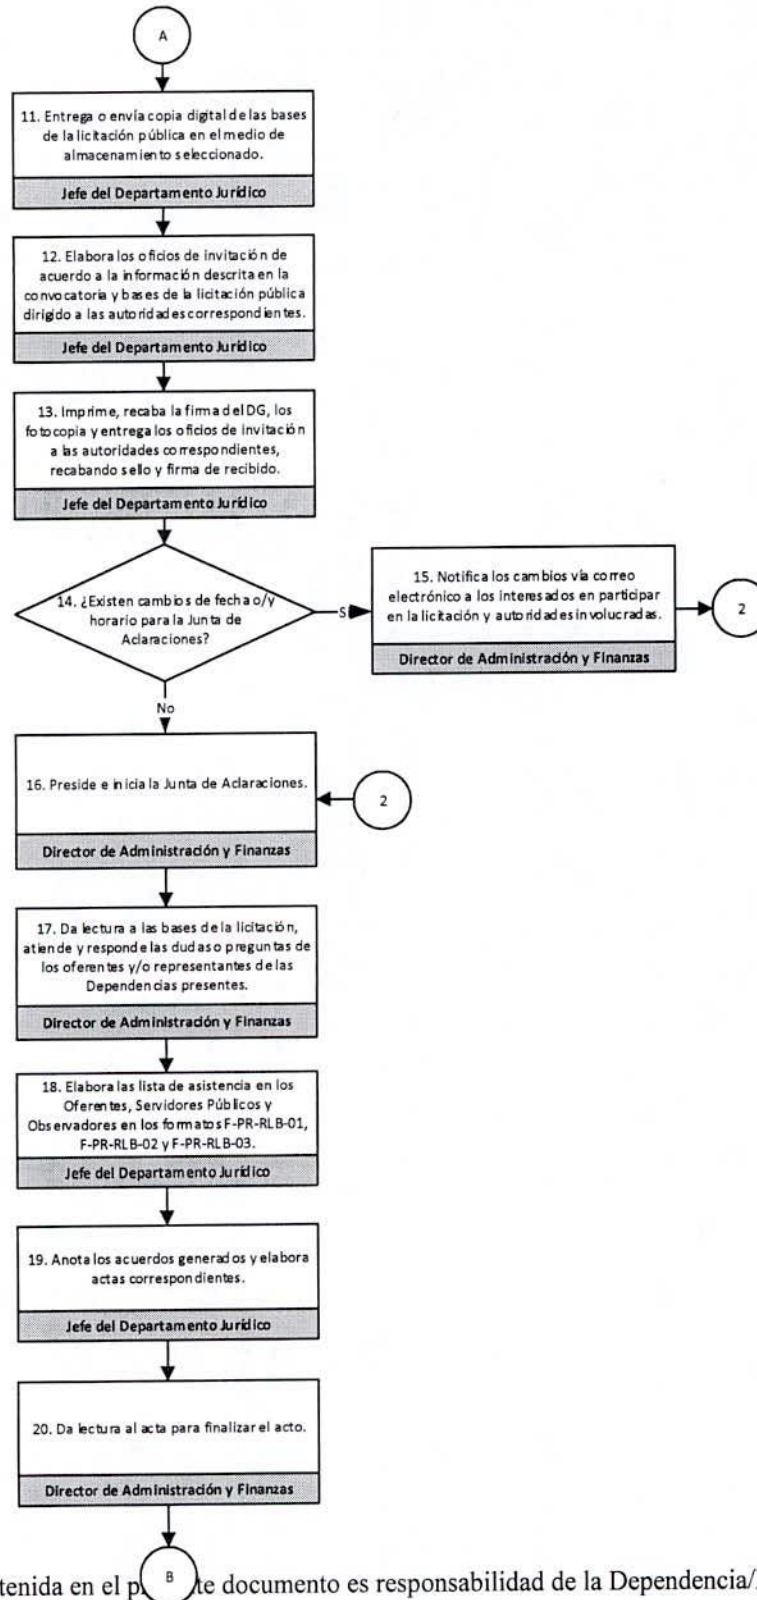 A
11. Entrega o envía copia digital de las bases
de la licitación pública en el medio de
almacenamiento seleccionado.
Jefe del Departamento Jurídico
12. Elabora los oficios de invitación de
acuerdo a la información descrita en la
convocatoria y bases de la licitación pública
dirigido a las autoridades correspondientes.
Jefe del Departamento Jurídico
13. Imprime, recaba la firma del DG, los
fotocopia y entrega los oficios de invitación
a las autoridades correspondientes,
recabando sello y firma de recibido.
Jefe del Departamento Jurídico
14. ¿Existen cambios de fecha o/y
horario para la Junta de
Aclaraciones?
S
15. Notifica los cambios vía correo
electrónico a los interesados en participar
en la licitación y autoridades involucradas.
Director de Administración y Finanzas
2
No
16. Preside e inicia la Junta de Aclaraciones.
Director de Administración y Finanzas
2
17. Da lectura a las bases de la licitación,
atiende y responde las dudas o preguntas de
los oferentes y/o representantes de las
Dependencias presentes.
Director de Administración y Finanzas
18. Elabora las lista de asistencia en los
Oferentes, Servidores Públicos y
Observadores en los formatos F-PR-RLB-01,
F-PR-RLB-02 y F-PR-RLB-03.
Jefe del Departamento Jurídico
19. Anota los acuerdos generados y elabora
actas correspondientes.
Jefe del Departamento Jurídico
20. Da lectura al acta para finalizar el acto.
Director de Administración y Finanzas
B
tenida en el p te documento es responsabilidad de la Dependencia/